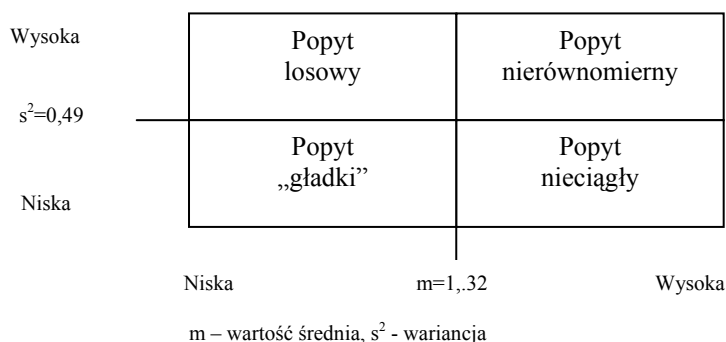 Wysoka
Popyt
losowy
Popyt
nierównomierny
s²=0,49
Popyt
„gładki”
Popyt
nieciągły
Niska
Niska
m=1,.32
Wysoka
m – wartość średnia, s² - wariancja